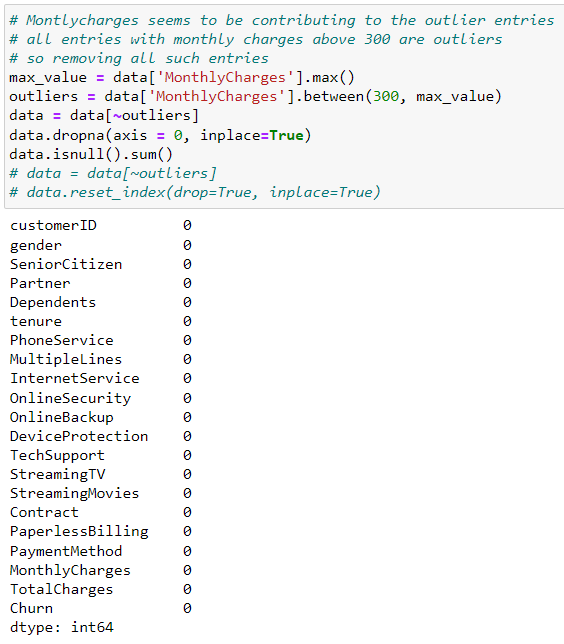 # Montlycharges seems to be contributing to the outlier entries
# all entries with monthly charges above 300 are outliers
# so removing all such entries
max_value = data['MonthlyCharges'].max()
outliers = data['MonthlyCharges'].between(300, max_value)
data = data[~outliers]
data.dropna(axis = 0, inplace=True)
data.isnull().sum()
# data = data[~outliers]
# data.reset_index(drop=True, inplace=True)
customerID 0
gender 0
SeniorCitizen 0
Partner 0
Dependents 0
tenure 0
PhoneService 0
MultipleLines 0
InternetService 0
OnlineSecurity 0
OnlineBackup 0
DeviceProtection 0
TechSupport 0
StreamingTV 0
StreamingMovies 0
Contract 0
PaperlessBilling 0
PaymentMethod 0
MonthlyCharges 0
TotalCharges 0
Churn 0
dtype: int64